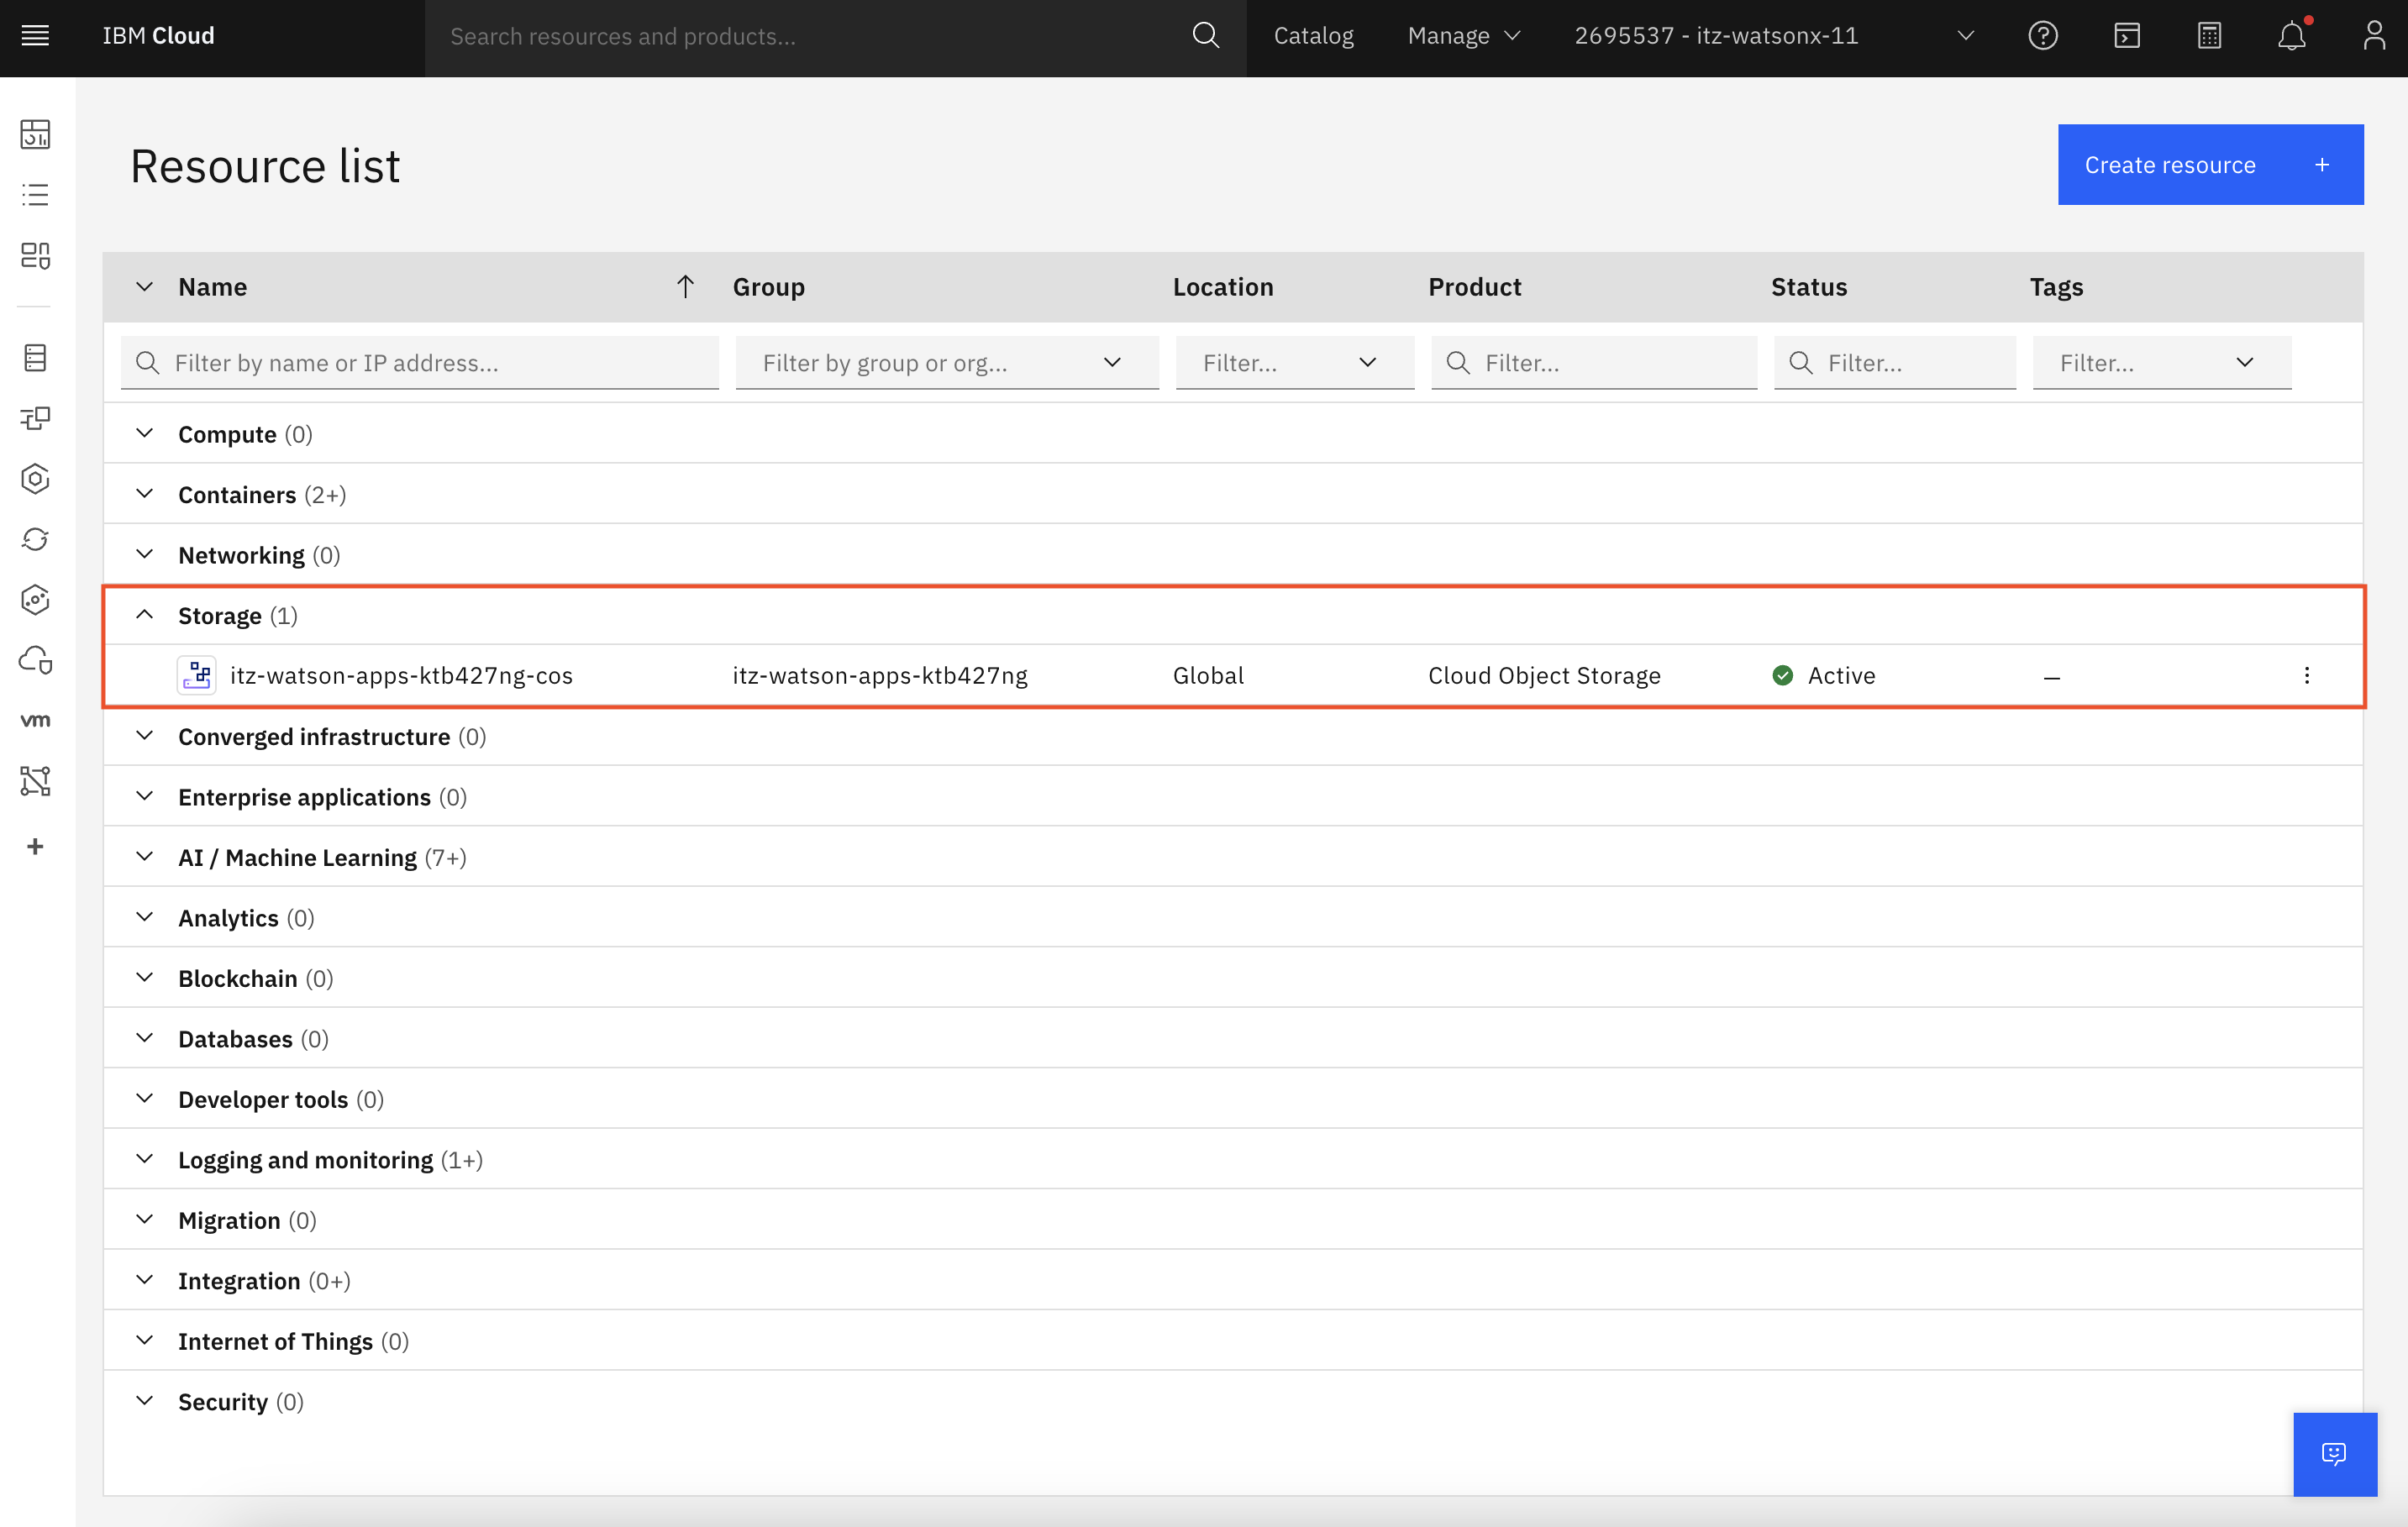 IBM Cloud
Search resources and products...
Catalog
Manage
2695537 - itz-watsonx-11
Resource list
Create resource +
Name
Group
Location
Product
Status
Tags
Filter by name or IP address...
Filter by group or org...
Filter...
Filter...
Filter...
Filter...
Compute (0)
Containers (2+)
Networking (0)
Storage (1)
itz-watson-apps-ktb427ng-cos
itz-watson-apps-ktb427ng
Global
Cloud Object Storage
Active
–
Converged infrastructure (0)
Enterprise applications (0)
AI / Machine Learning (7+)
Analytics (0)
Blockchain (0)
Databases (0)
Developer tools (0)
Logging and monitoring (1+)
Migration (0)
Integration (0+)
Internet of Things (0)
Security (0)
vm